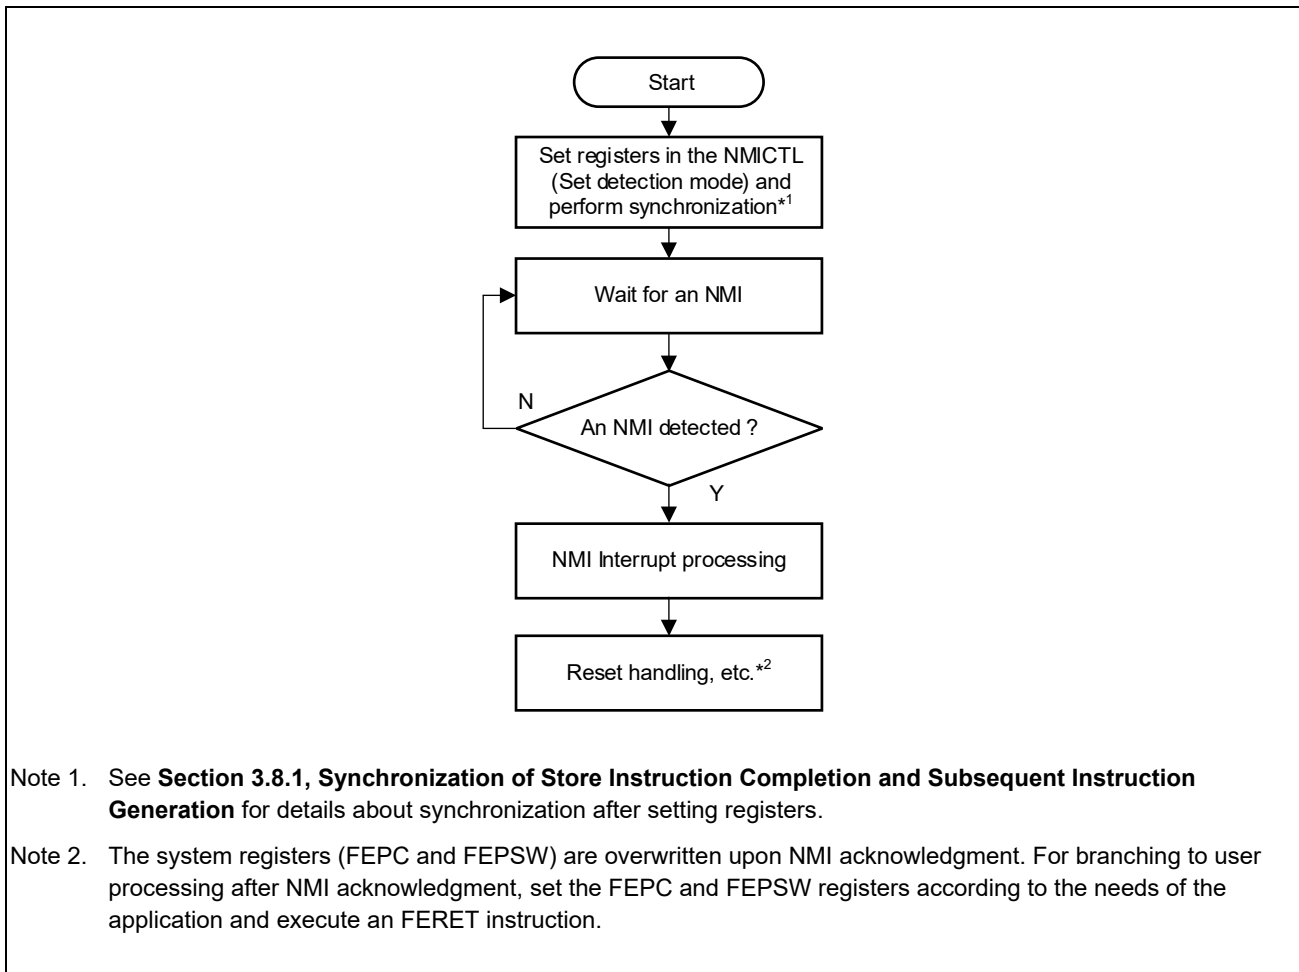 Start
Set registers in the NMICTL
(Set detection mode) and
perform synchronization*1
Wait for an NMI
N
An NMI detected ?
Y
NMI Interrupt processing
Reset handling, etc.*2
Note 1. See Section 3.8.1, Synchronization of Store Instruction Completion and Subsequent Instruction
Generation for details about synchronization after setting registers.
Note 2. The system registers (FEPC and FEPSW) are overwritten upon NMI acknowledgment. For branching to user
processing after NMI acknowledgment, set the FEPC and FEPSW registers according to the needs of the
application and execute an FERET instruction.